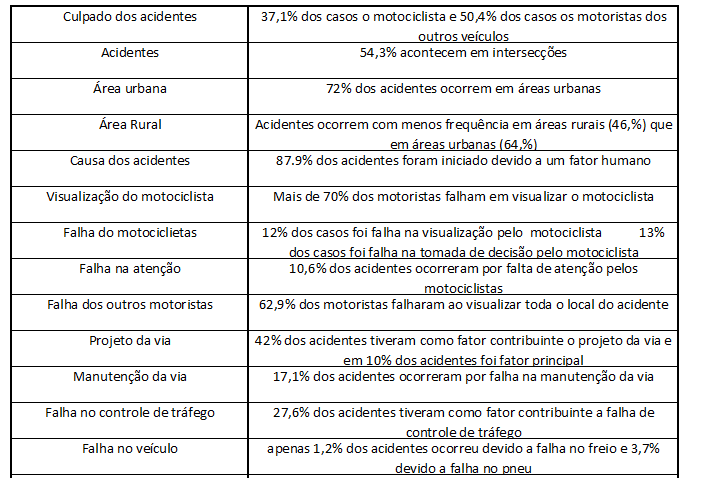 Culpado dos acidentes
37,1% dos casos o motociclista e 50,4% dos casos os motoristas dos
outros veículos
Acidentes
54,3% acontecem em intersecções
Área urbana
72% dos acidentes ocorrem em áreas urbanas
Área Rural
Acidentes ocorrem com menos frequência em áreas rurais (46,%) que
em áreas urbanas (64,%)
Causa dos acidentes
87.9% dos acidentes foram iniciado devido a um fator humano
Visualização do motociclista
Mais de 70% dos motoristas falham em visualizar o motociclista
Falha do motocilietas
12% dos casos foi falha na visualização pelo motociclista 13%
dos casos foi falha na tomada de decisão pelo motociclista
Falha na atenção
10,6% dos acidentes ocorreram por falta de atenção pelos
motociclistas
Falha dos outros motoristas
62,9% dos motoristas falharam ao visualizar toda o local do acidente
Projeto da via
42% dos acidentes tiveram como fator contribuinte o projeto da via e
em 10% dos acidentes foi fator principal
Manutenção da via
17,1% dos acidentes ocorreram por falha na manutenção da via
Falha no controle de tráfego
27,6% dos acidentes tiveram como fator contribuinte a falha de
controle de tráfego
Falha no veículo
apenas 1,2% dos acidentes ocorreu devido a falha no freio e 3,7%
devido a falha no pneu